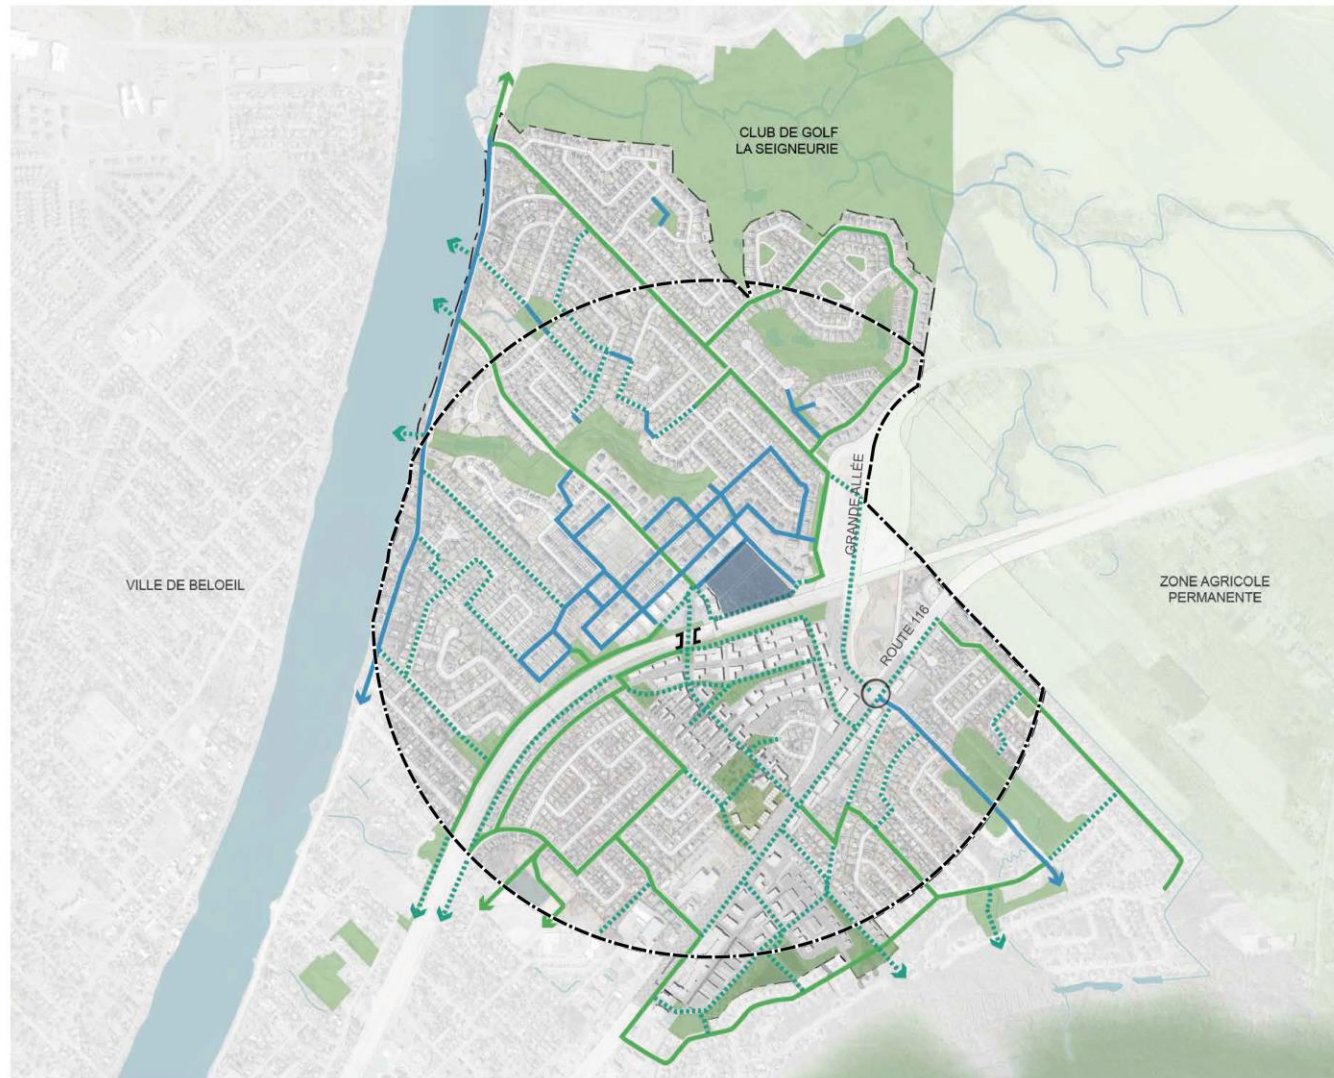 CLUB DE GOLF
LA SEIGNEURIE
GRANDE ALLÉE
VILLE DE BELOEIL
ZONE AGRICOLE
PERMANENTE
ROUTE 116